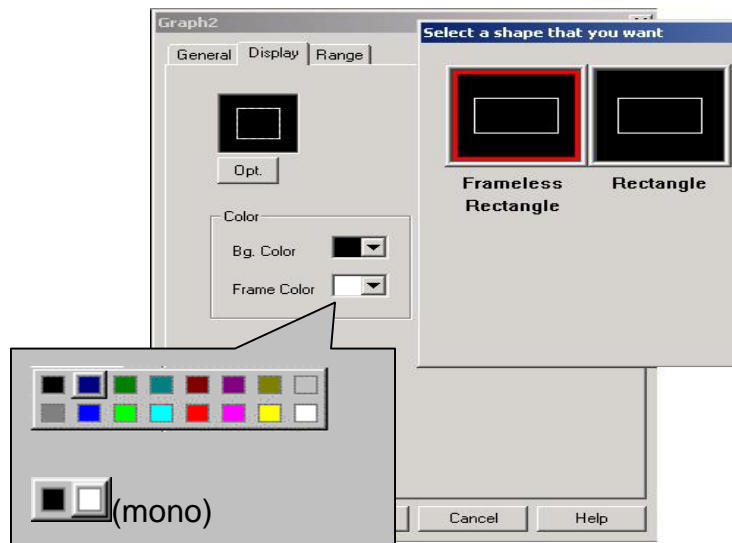 Graph2
General Display Range
Opt.
Color
Bg. Color
Frame Color
Select a shape that you want
Frameless
Rectangle
Rectangle
(mono)
Cancel
Help